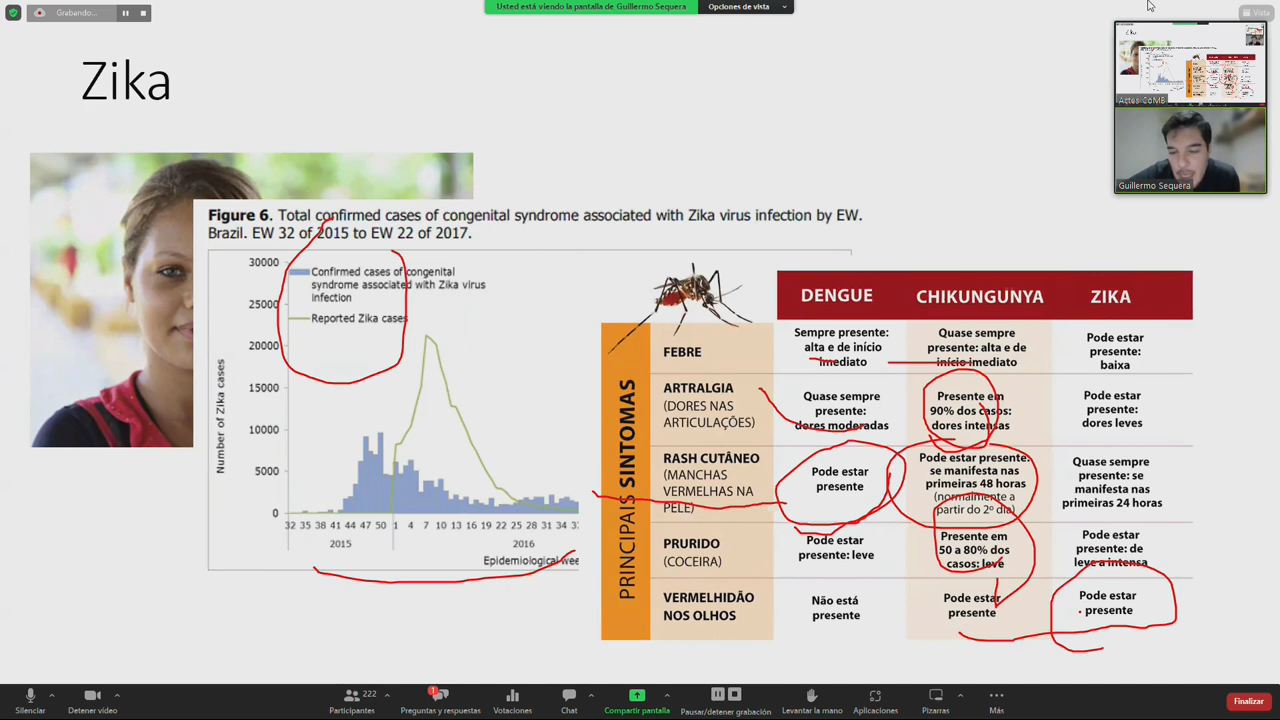 Grabando...
Usted está viendo la pantalla de Guillermo Sequera
Opciones de vista
Vista
Zika
Actes CoMB
Guillermo Sequera
Figure 6. Total confirmed cases of congenital syndrome associated with Zika virus infection by EW.
Brazil. EW 32 of 2015 to EW 22 of 2017.
Number of Zika cases
30000
25000
20000
15000
10000
5000
0
Confirmed cases of congenital
syndrome associated with Zika virus
infection
Reported Zika cases
32 35 38 41 44 47 50 1 4 7 10 13 16 19 22 25 28 31 34 37
2015 2016
Epidemiological wee
PRINCIPAIS SINTOMAS
DENGUE CHIKUNGUNYA ZIKA
FEBRE
Sempre presente:
alta e de início
imediato
Quase sempre
presente: alta e de
início imediato
Pode estar
presente:
baixa
ARTRALGIA
(DORES NAS
ARTICULAÇÕES)
Quase sempre
presente:
dores moderadas
Presente em
90% dos casos:
dores intensas
Pode estar
presente:
dores leves
RASH CUTÂNEO
(MANCHAS
VERMELHAS NA
PELE)
Pode estar
presente
Pode estar presente:
se manifesta nas
primeiras 48 horas
(normalmente a
partir do 2º dia)
Quase sempre
presente: se
manifesta nas
primeiras 24 horas
PRURIDO
(COCEIRA)
Pode estar
presente: leve
Presente em
50 a 80% dos
casos: leve
Pode estar
presente: de
leve a intensa
VERMELHIDÃO
NOS OLHOS
Não está
presente
Pode estar
presente
Pode estar
presente
Silenciar
Detener video
222
Participantes
1
Preguntas y respuestas
Votaciones
Chat
Compartir pantalla
Pausar/detener grabación
Levantar la mano
Aplicaciones
Pizarras
Más
Finalizar